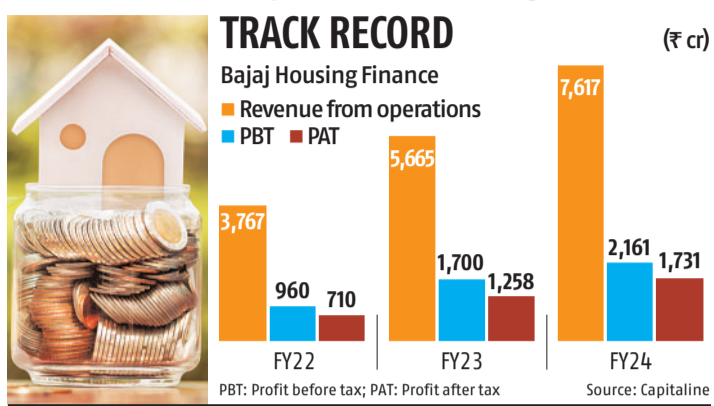 TRACK RECORD
(₹ cr)
Bajaj Housing Finance
Revenue from operations
PBT PAT
3,767
960
710
5,665
1,700
1,258
7,617
2,161
1,731
FY22 FY23 FY24
PBT: Profit before tax; PAT: Profit after tax Source: Capitaline